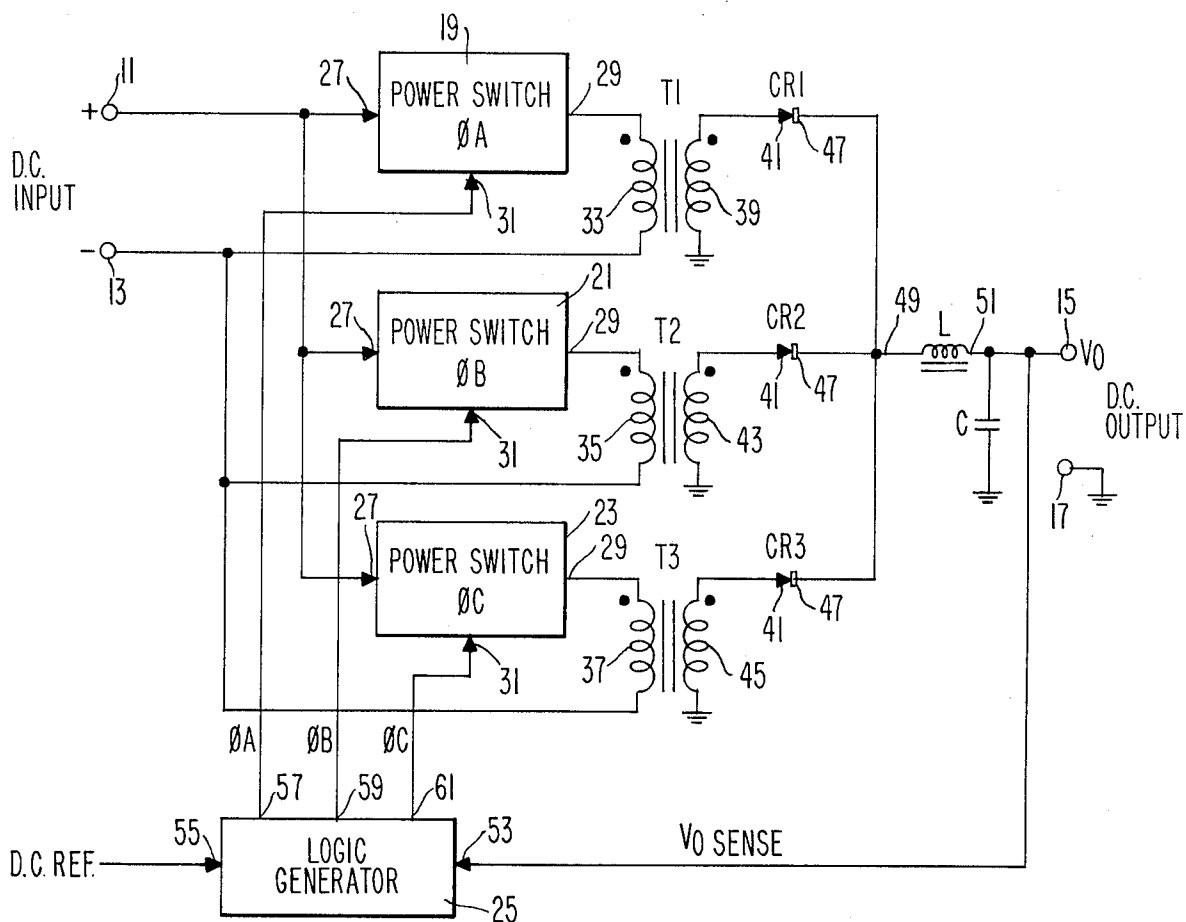 19
11
27
POWER SWITCH
ØA
29
T1
CR1
+
D.C.
INPUT
41
47
31
33
39
-
13
21
27
POWER SWITCH
ØB
29
T2
CR2
49
L
51
15
VO
41
47
D.C.
OUTPUT
C
31
35
43
17
23
27
POWER SWITCH
ØC
29
T3
CR3
41
47
31
37
45
ØA
ØB
ØC
57
59
61
55
53
D.C. REF.
LOGIC
GENERATOR
VO SENSE
25